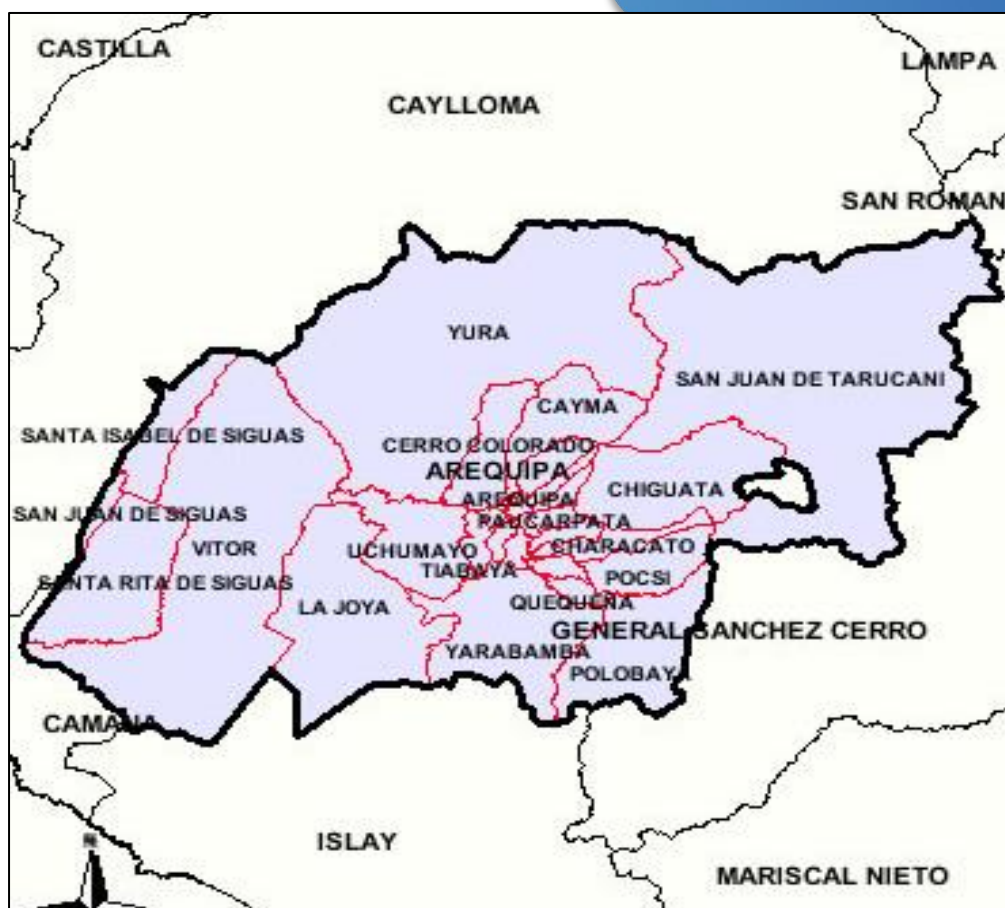 CASTILLA
LAMPA
CAYLLOMA
SAN ROMAN
YURA
SAN JUAN DE TARUCANI
CAYMA
SANTA ISABEL DE SIGUAS
CERRO COLORADO
AREQUIPA
CHIGUATA
AREQUIPA
SAN JUAN DE SIGUAS
PAUCARPATA
VITOR
UCHUMAYO
CHARACATO
TIABAYA
POCSI
SANTA RITA DE SIGUAS
LA JOYA
QUEQUEÑA
GENERAL SANCHEZ CERRO
YARABAMBA
POLOBAYA
CAMANA
ISLAY
N
MARISCAL NIETO